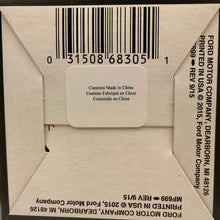 0 31508 68305 1
Contents Made in China
Contenu Fabriqué en Chine
Contenido en China
FORD MOTOR COMPANY, DEARBORN, MI 48126
PRINTED IN USA © 2015, Ford Motor Company
MF699 • REV 9/15
MF699 • REV 9/15
PRINTED IN USA © 2015, Ford Motor Company
FORD MOTOR COMPANY, DEARBORN, MI 48126